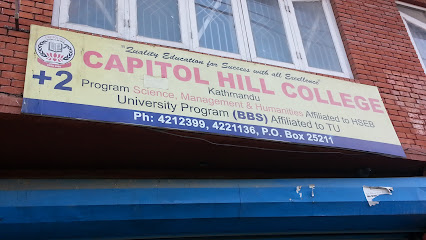 "Quality Education for Success with all Excellence"
CAPITOL HILL COLLEGE
Kathmandu
+2 Program Science, Management & Humanities Affiliated to HSEB
University Program (BBS) Affiliated to TU
Ph: 4212399, 4221136, P.O. Box 25211